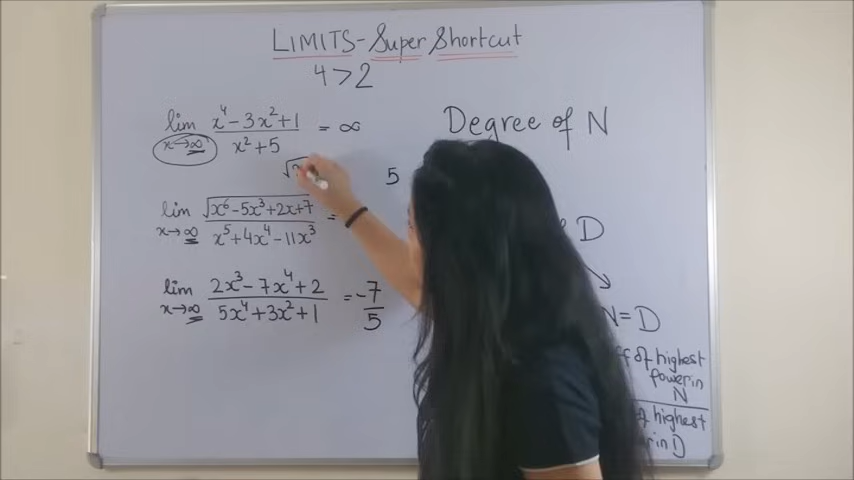 LIMITS - Super Shortcut
4 > 2
lim x→∞ (x⁴ - 3x² + 1)/(x² + 5) = ∞
Degree of N
5
lim x→∞ √(x⁶ - 5x³ + 2x + 7)/(x⁵ + 4x⁴ - 11x³) =
D
lim x→∞ (2x³ - 7x⁴ + 2)/(5x⁴ + 3x² + 1) = -7/5
N = D
of highest
power in
N
highest
D